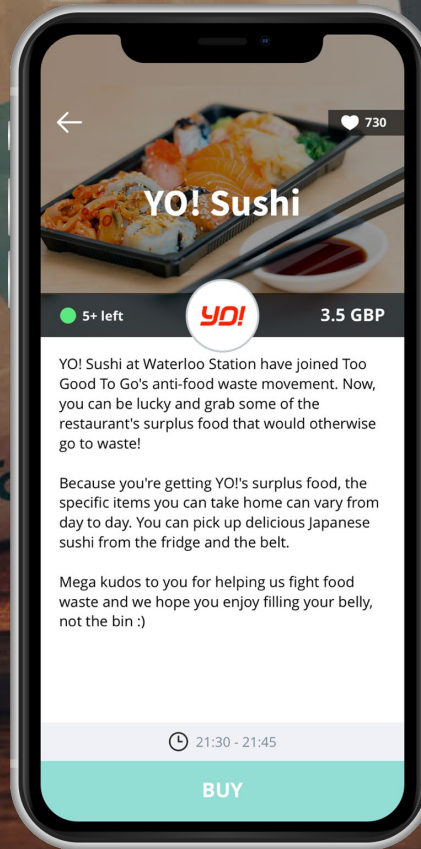 730
YO! Sushi
5+ left
YO!
3.5 GBP
YO! Sushi at Waterloo Station have joined Too
Good To Go's anti-food waste movement. Now,
you can be lucky and grab some of the
restaurant's surplus food that would otherwise
go to waste!
Because you're getting YO!'s surplus food, the
specific items you can take home can vary from
day to day. You can pick up delicious Japanese
sushi from the fridge and the belt.
Mega kudos to you for helping us fight food
waste and we hope you enjoy filling your belly,
not the bin :)
21:30 - 21:45
BUY